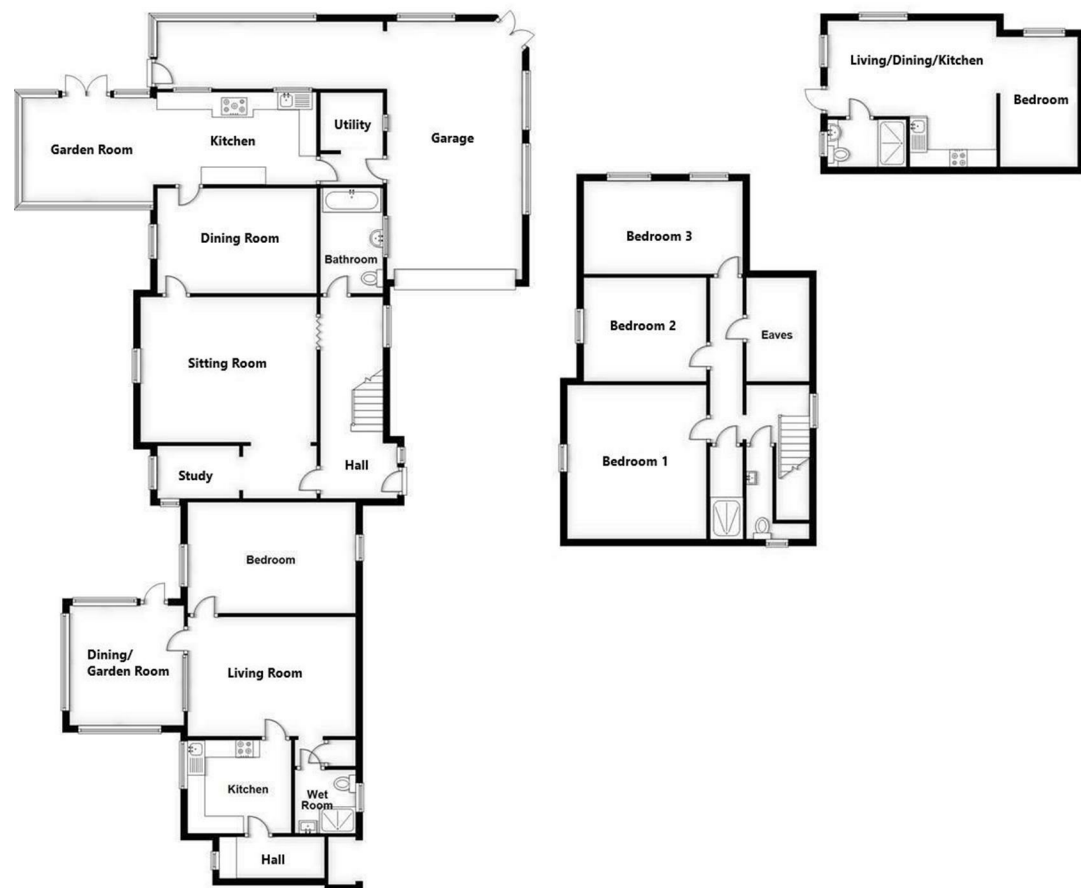 Living/Dining/Kitchen
Bedroom
Utility
Garage
Garden Room
Kitchen
Dining Room
Bathroom
Sitting Room
Study
Hall
Bedroom
Dining/
Garden Room
Living Room
Kitchen
Wet
Room
Hall
Bedroom 3
Bedroom 2
Eaves
Bedroom 1